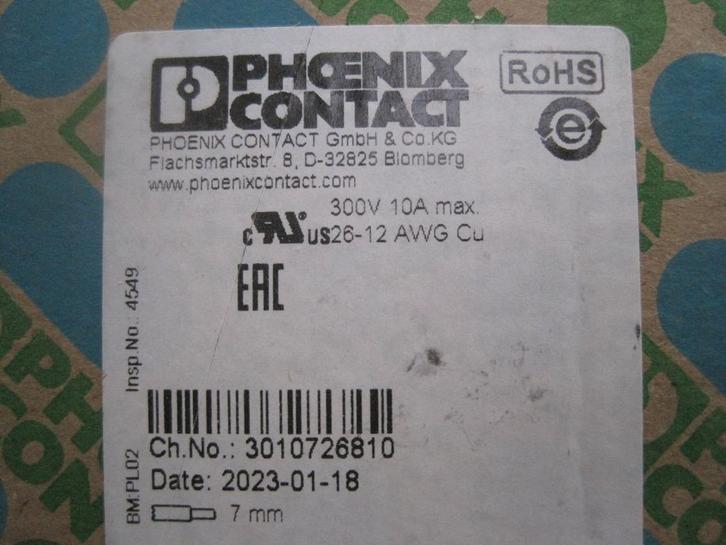 PHOENIX
CONTACT
RoHS
e
PHOENIX CONTACT GmbH & Co.KG
Flachsmarktstr. 8, D-32825 Blomberg
www.phoenixcontact.com
300V 10A max.
c RU US 26-12 AWG Cu
EAC
Insp.No.: 4549
BM:PL02
Ch.No.: 3010726810
Date: 2023-01-18
7 mm